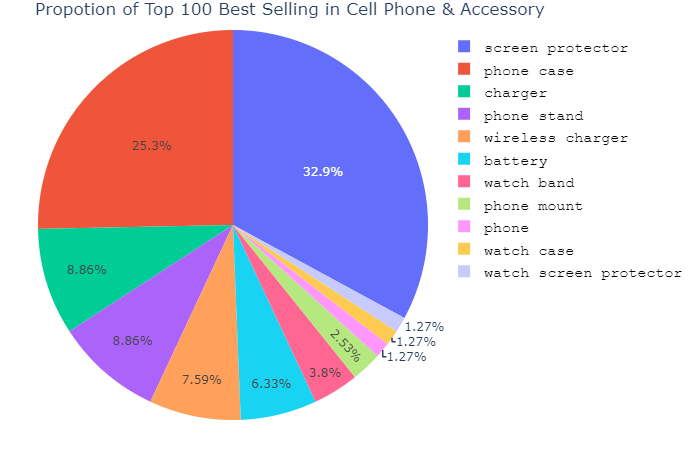 Propotion of Top 100 Best Selling in Cell Phone & Accessory
screen protector
phone case
charger
phone stand
wireless charger
battery
watch band
phone mount
phone
watch case
watch screen protector
32.9%
25.3%
8.86%
8.86%
7.59%
6.33%
3.8%
2.53%
1.27%
1.27%
1.27%